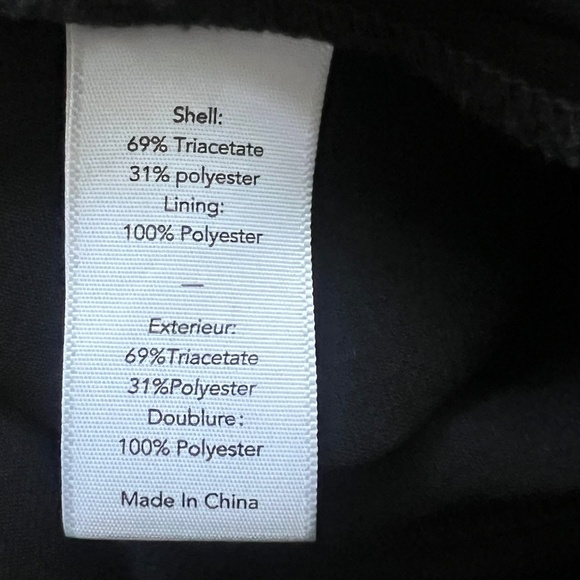 Shell:
69% Triacetate
31% polyester
Lining:
100% Polyester
—
Exterieur:
69%Triacetate
31%Polyester
Doublure:
100% Polyester
Made In China